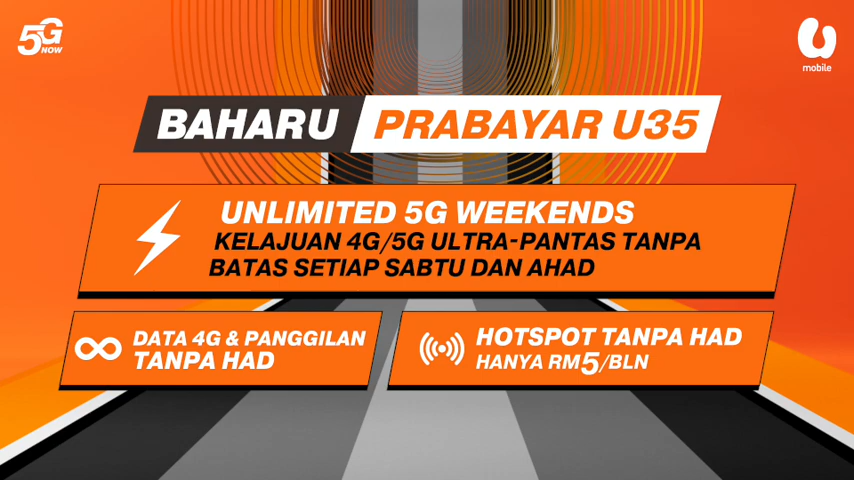 5G
NOW
mobile
BAHARU PRABAYAR U35
UNLIMITED 5G WEEKENDS
KELAJUAN 4G/5G ULTRA-PANTAS TANPA
BATAS SETIAP SABTU DAN AHAD
DATA 4G & PANGGILAN
TANPA HAD
HOTSPOT TANPA HAD
HANYA RM5/BLN